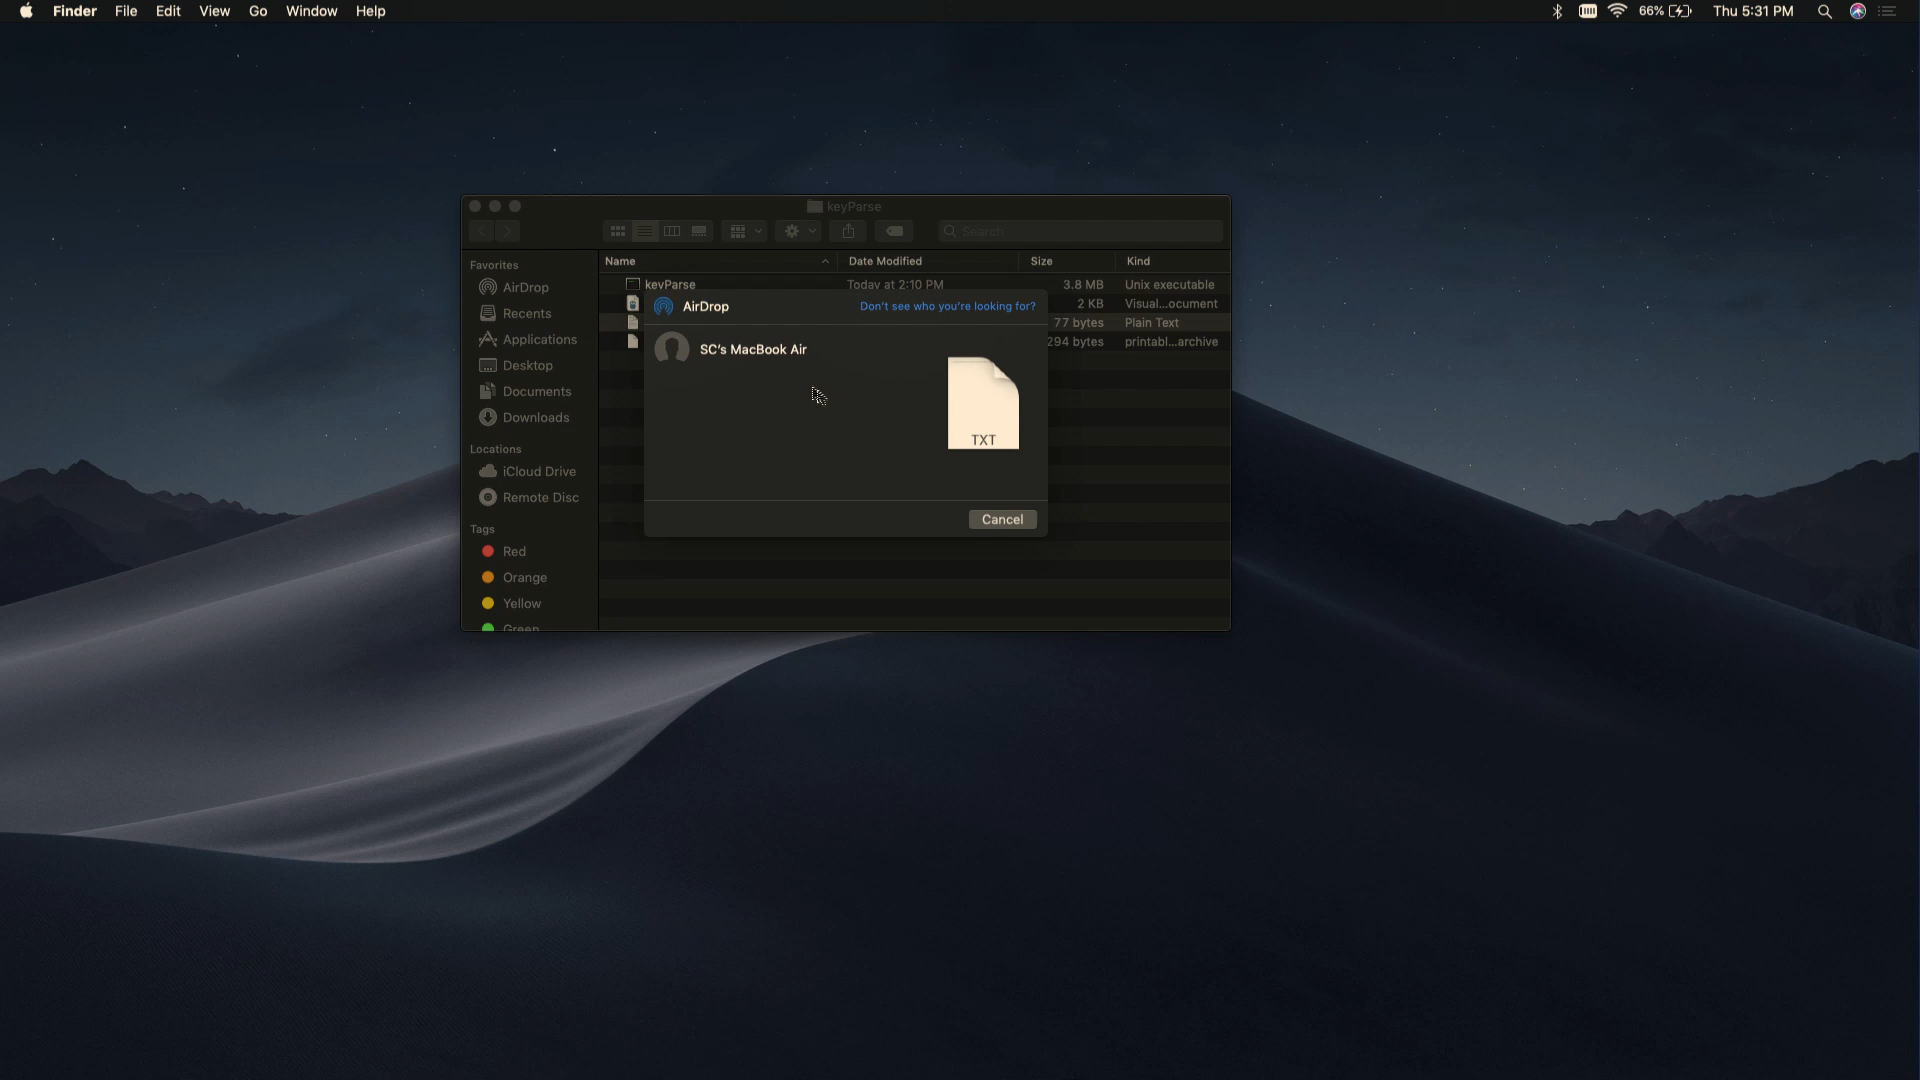 Finder File Edit View Go Window Help 66% Thu 5:31 PM
keyParse
Search
Favorites
AirDrop
Recents
Applications
Desktop
Documents
Downloads
Locations
iCloud Drive
Remote Disc
Tags
Red
Orange
Yellow
Green
Name Date Modified Size Kind
keyParse Today at 2:10 PM 3.8 MB Unix executable
2 KB Visual...ocument
77 bytes Plain Text
294 bytes printabl...archive
AirDrop Don't see who you're looking for?
SC's MacBook Air
TXT
Cancel